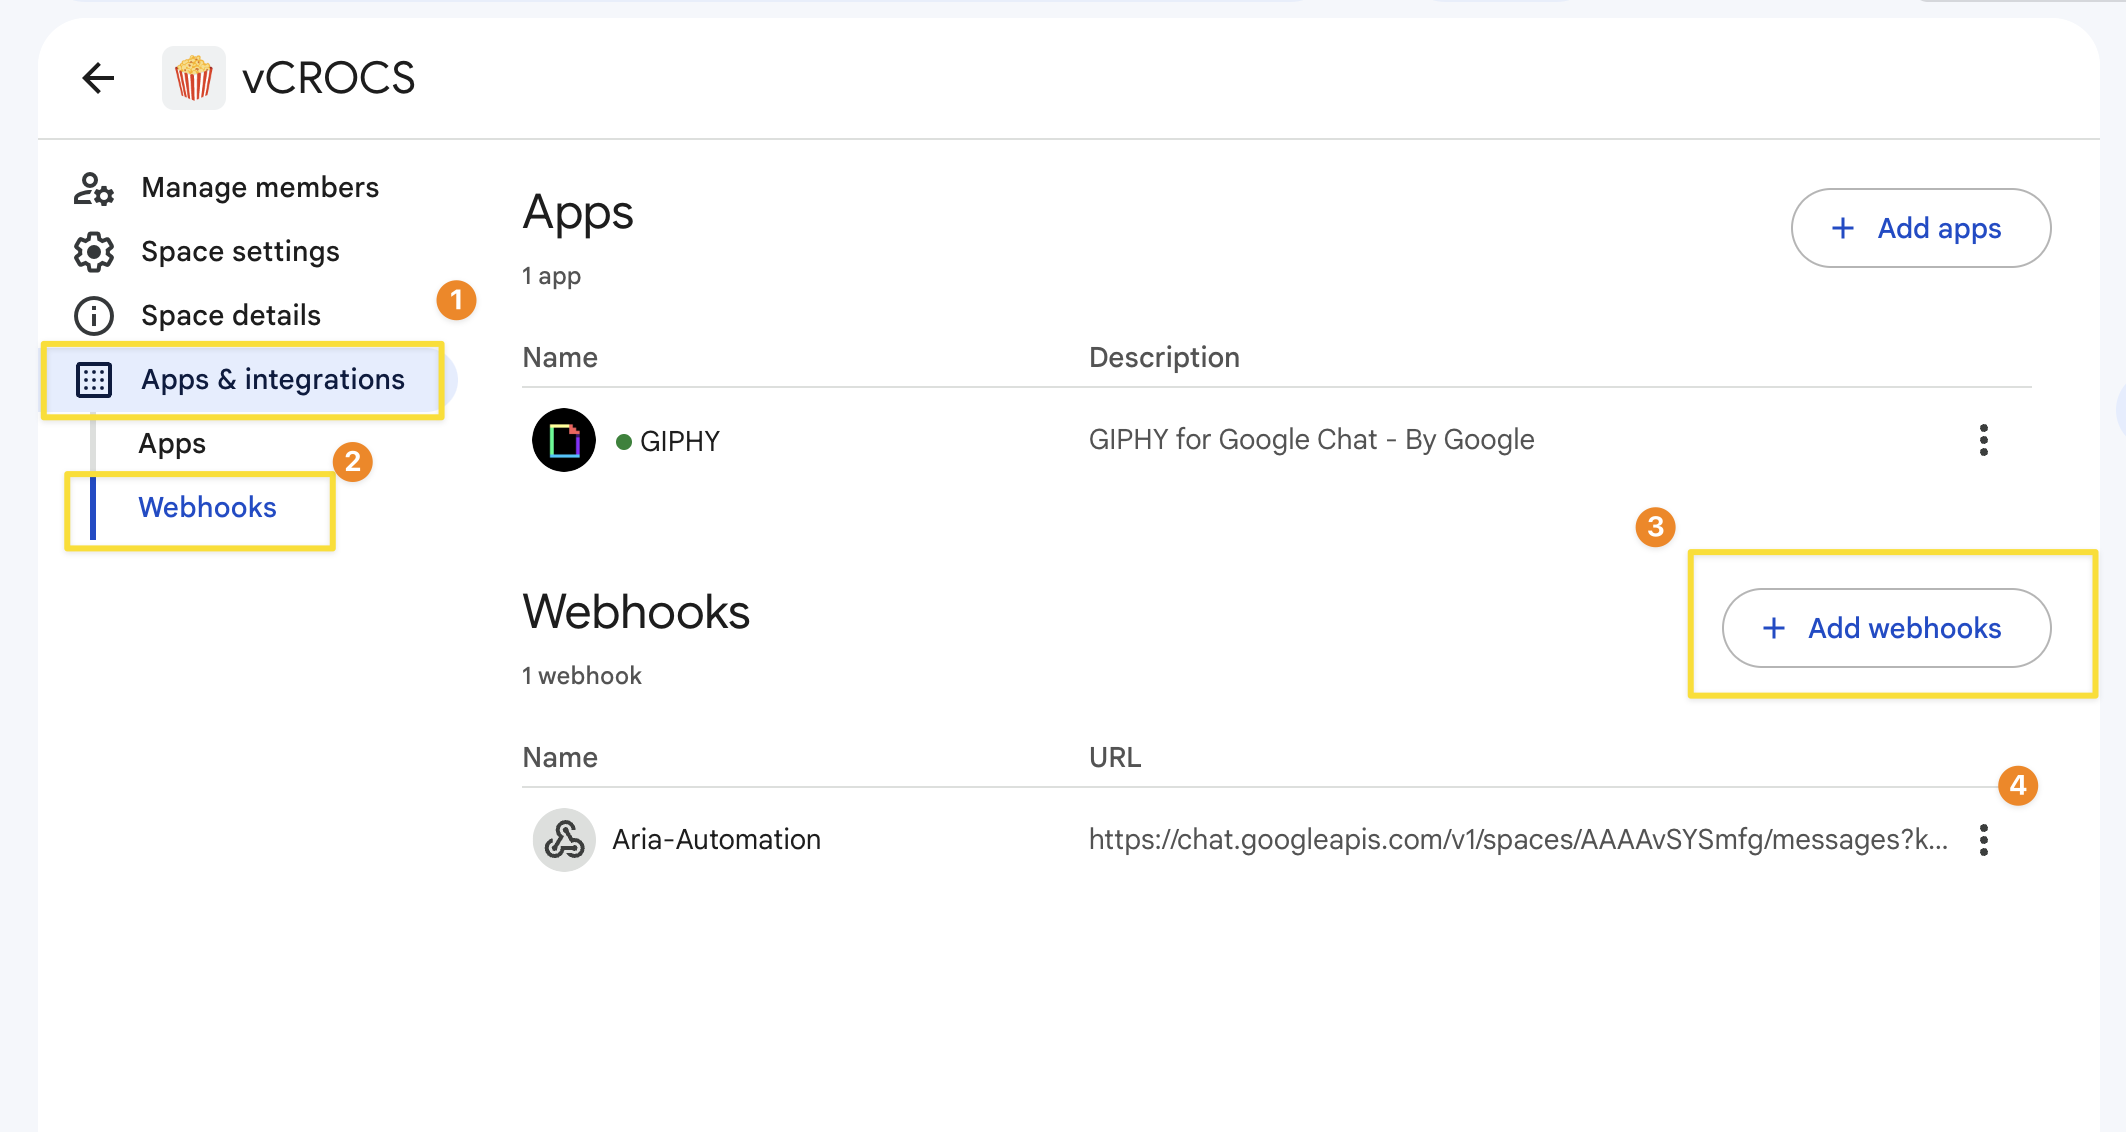 vCROCS
Manage members
Space settings
Space details
1
Apps & integrations
Apps
2
Webhooks
Apps
1 app
+ Add apps
Name Description
GIPHY GIPHY for Google Chat - By Google
3
Webhooks
1 webhook
+ Add webhooks
Name URL
4
Aria-Automation https://chat.googleapis.com/v1/spaces/AAAAvSYSmfg/messages?k...